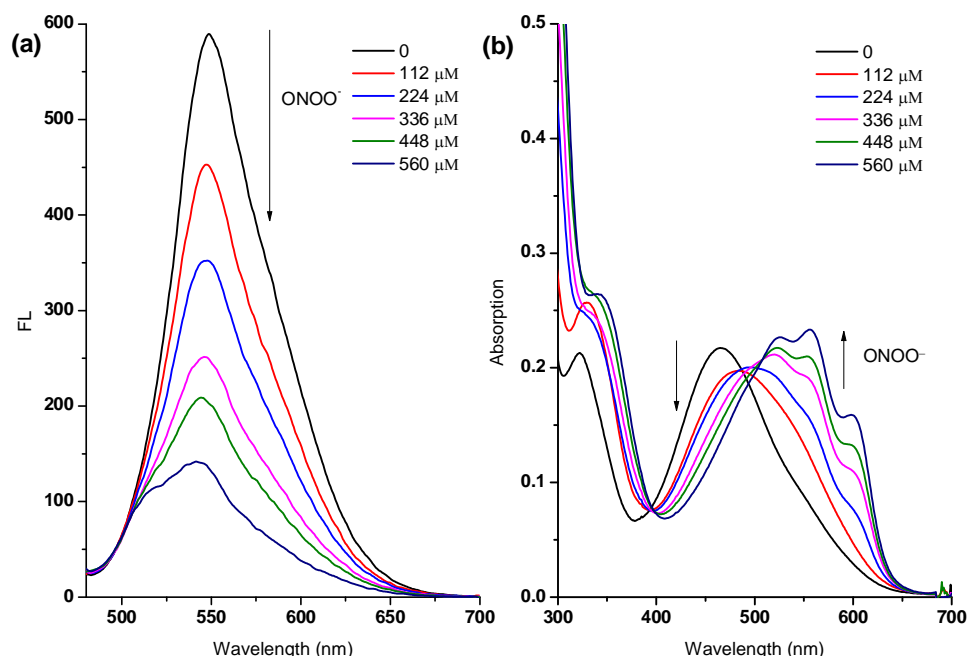 (a)
600
500
400
300
200
100
0
500
550
600
650
700
Wavelength (nm)
FL
ONOO⁻
0
112 μM
224 μM
336 μM
448 μM
560 μM
(b)
0.5
0.4
0.3
0.2
0.1
0.0
300
400
500
600
700
Wavelength (nm)
Absorption
ONOO⁻
0
112 μM
224 μM
336 μM
448 μM
560 μM